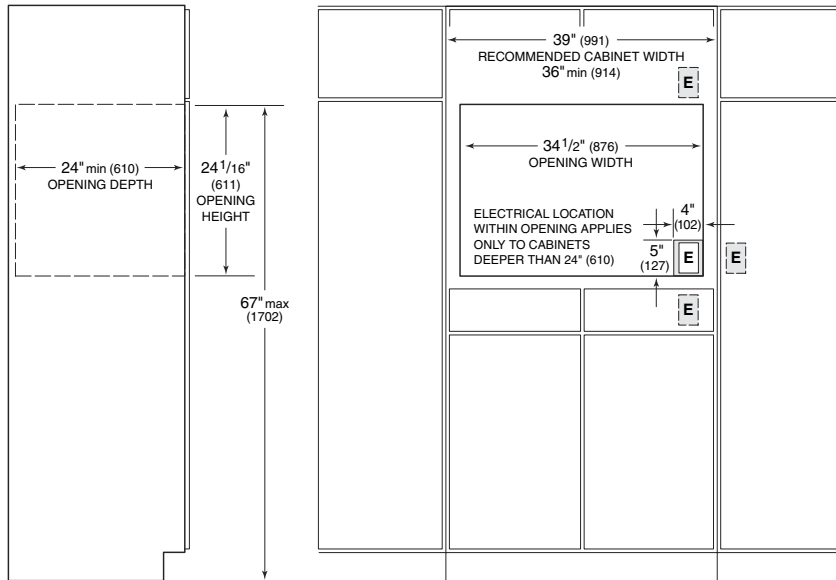 39" (991)
RECOMMENDED CABINET WIDTH
36" min (914)
E
24" min (610)
OPENING DEPTH
24 1/16"
(611)
OPENING
HEIGHT
67" max
(1702)
34 1/2" (876)
OPENING WIDTH
ELECTRICAL LOCATION
WITHIN OPENING APPLIES
ONLY TO CABINETS
DEEPER THAN 24" (610)
4"
(102)
5"
(127)
E
E
E